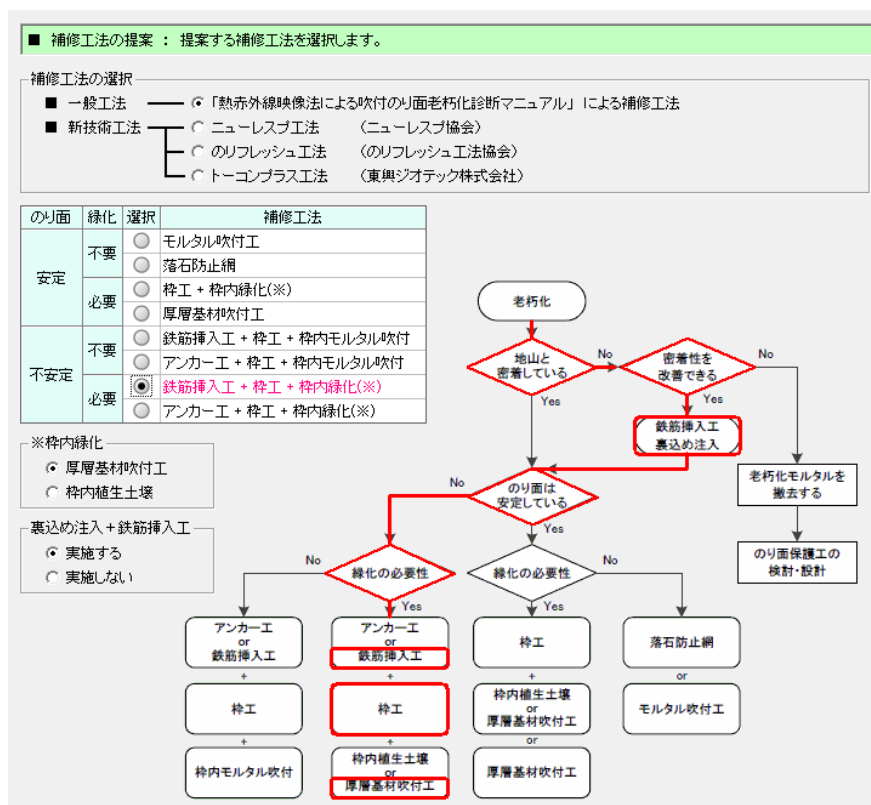 ■ 補修工法の提案 : 提案する補修工法を選択します。
補修工法の選択
■ 一般工法 「熱赤外線映像法による吹付のり面老朽化診断マニュアル」による補修工法
■ 新技術工法 ニューレスプ工法 (ニューレスプ協会)
のリフレッシュ工法 (のリフレッシュ工法協会)
トーコンプラス工法 (東興ジオテック株式会社)
のり面 緑化 選択 補修工法
安定 不要 モルタル吹付工
落石防止網
必要 枠工 + 枠内緑化(※)
厚層基材吹付工
不安定 不要 鉄筋挿入工 + 枠工 + 枠内モルタル吹付
アンカー工 + 枠工 + 枠内モルタル吹付
必要 鉄筋挿入工 + 枠工 + 枠内緑化(※)
アンカー工 + 枠工 + 枠内緑化(※)
※枠内緑化
厚層基材吹付工
枠内植生土壌
裏込め注入+鉄筋挿入工
実施する
実施しない
老朽化
地山と
密着している
No
Yes
密着性を
改善できる
No
Yes
鉄筋挿入工
裏込め注入
老朽化モルタルを
撤去する
のり面保護工の
検討・設計
のり面は
安定している
No
Yes
緑化の必要性
No
Yes
緑化の必要性
No
Yes
アンカー工
or
鉄筋挿入工
+
枠工
+
枠内モルタル吹付
アンカー工
or
鉄筋挿入工
+
枠工
+
枠内植生土壌
or
厚層基材吹付工
枠工
+
枠内植生土壌
or
厚層基材吹付工
or
厚層基材吹付工
落石防止網
or
モルタル吹付工